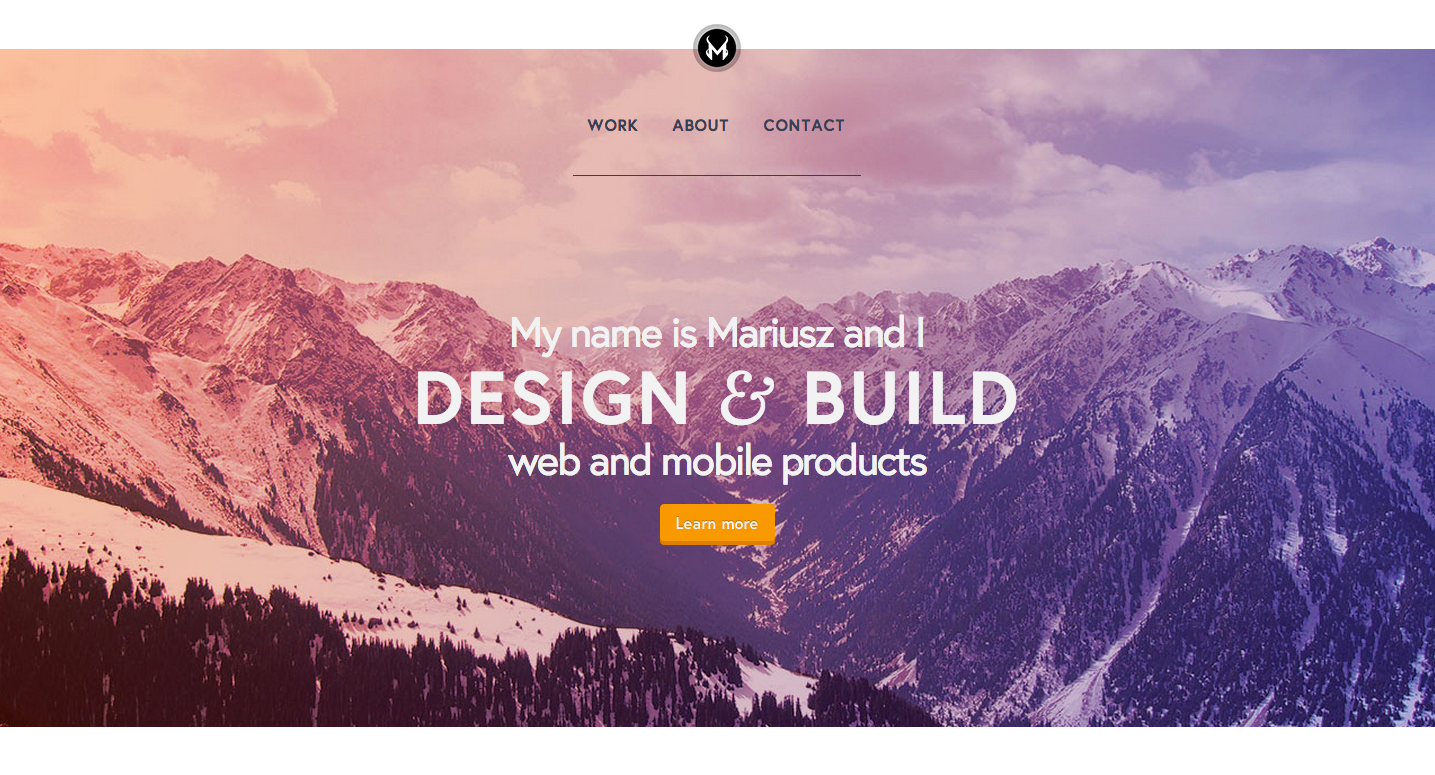 M
WORK ABOUT CONTACT
My name is Mariusz and I
DESIGN & BUILD
web and mobile products
Learn more